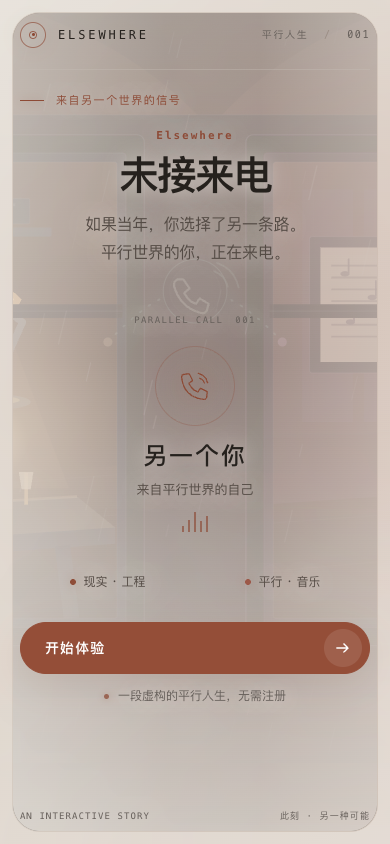 ELSEWHERE
平行人生 / 001
来自另一个世界的信号
Elsewhere
未接来电
如果当年，你选择了另一条路。
平行世界的你，正在来电。
PARALLEL CALL 001
另一个你
来自平行世界的自己
现实 · 工程
平行 · 音乐
开始体验
一段虚构的平行人生，无需注册
AN INTERACTIVE STORY
此刻 · 另一种可能